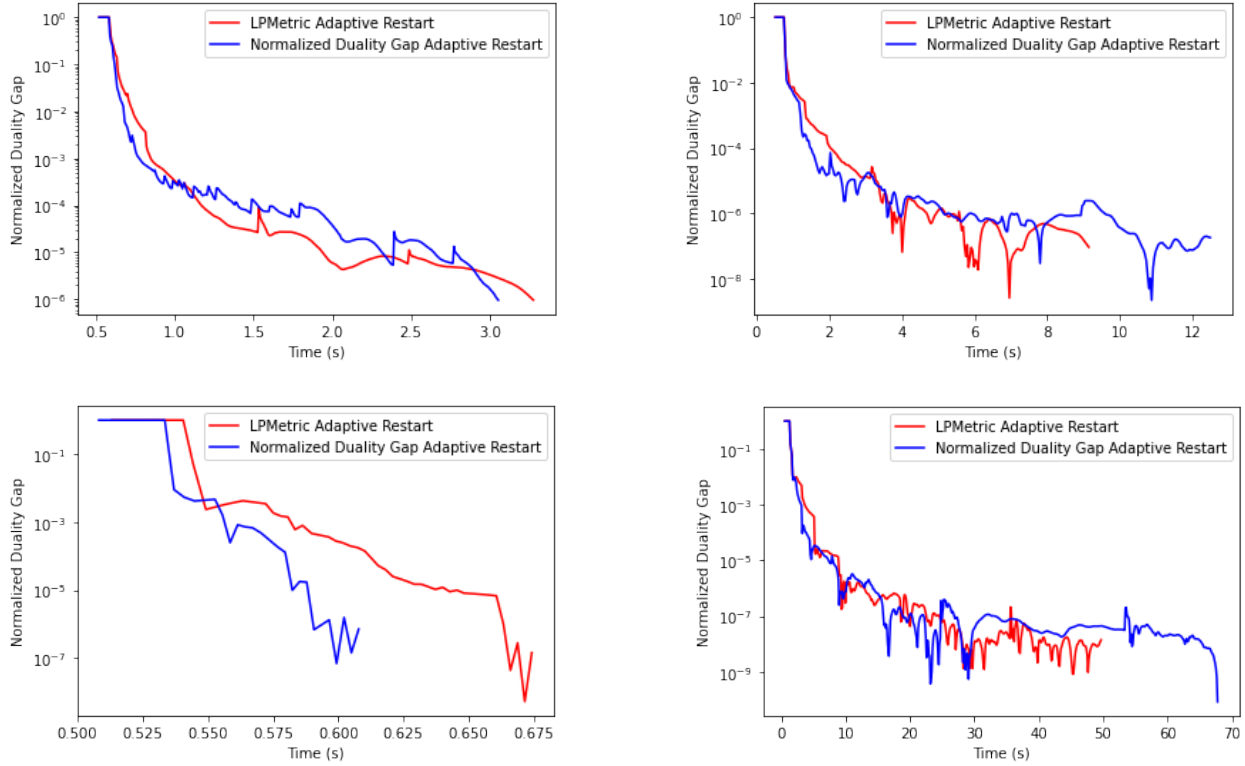 LPMetric Adaptive Restart
Normalized Duality Gap Adaptive Restart
Normalized Duality Gap
10⁰
10⁻¹
10⁻²
10⁻³
10⁻⁴
10⁻⁵
10⁻⁶
0.5 1.0 1.5 2.0 2.5 3.0
Time (s)
LPMetric Adaptive Restart
Normalized Duality Gap Adaptive Restart
Normalized Duality Gap
10⁰
10⁻²
10⁻⁴
10⁻⁶
10⁻⁸
0 2 4 6 8 10 12
Time (s)
LPMetric Adaptive Restart
Normalized Duality Gap Adaptive Restart
Normalized Duality Gap
10⁻¹
10⁻³
10⁻⁵
10⁻⁷
0.500 0.525 0.550 0.575 0.600 0.625 0.650 0.675
Time (s)
LPMetric Adaptive Restart
Normalized Duality Gap Adaptive Restart
Normalized Duality Gap
10⁻¹
10⁻³
10⁻⁵
10⁻⁷
10⁻⁹
0 10 20 30 40 50 60 70
Time (s)